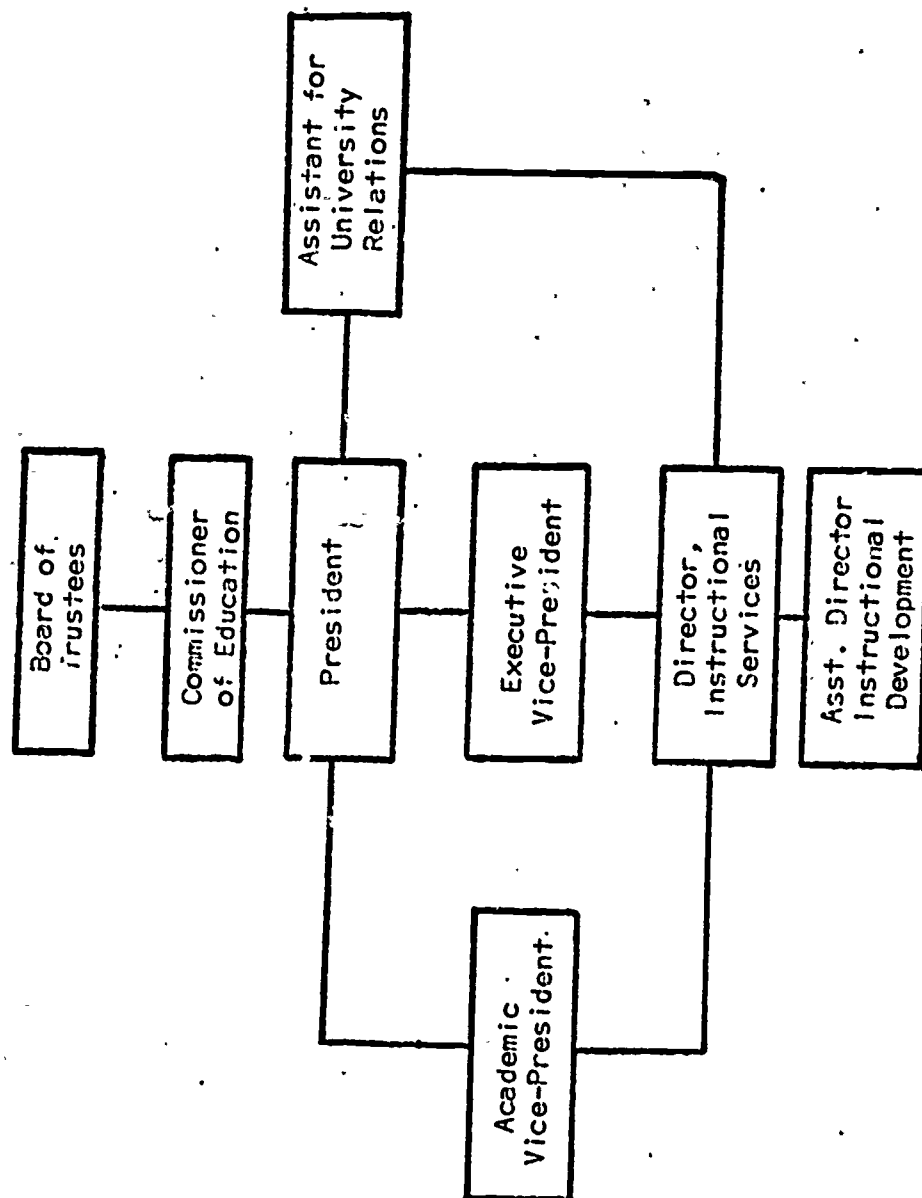 Board of
Trustees
Commissioner
of Education
President
Assistant for
University
Relations
Academic
Vice-President
Executive
Vice-President
Director,
Instructional
Services
Asst. Director
Instructional
Development